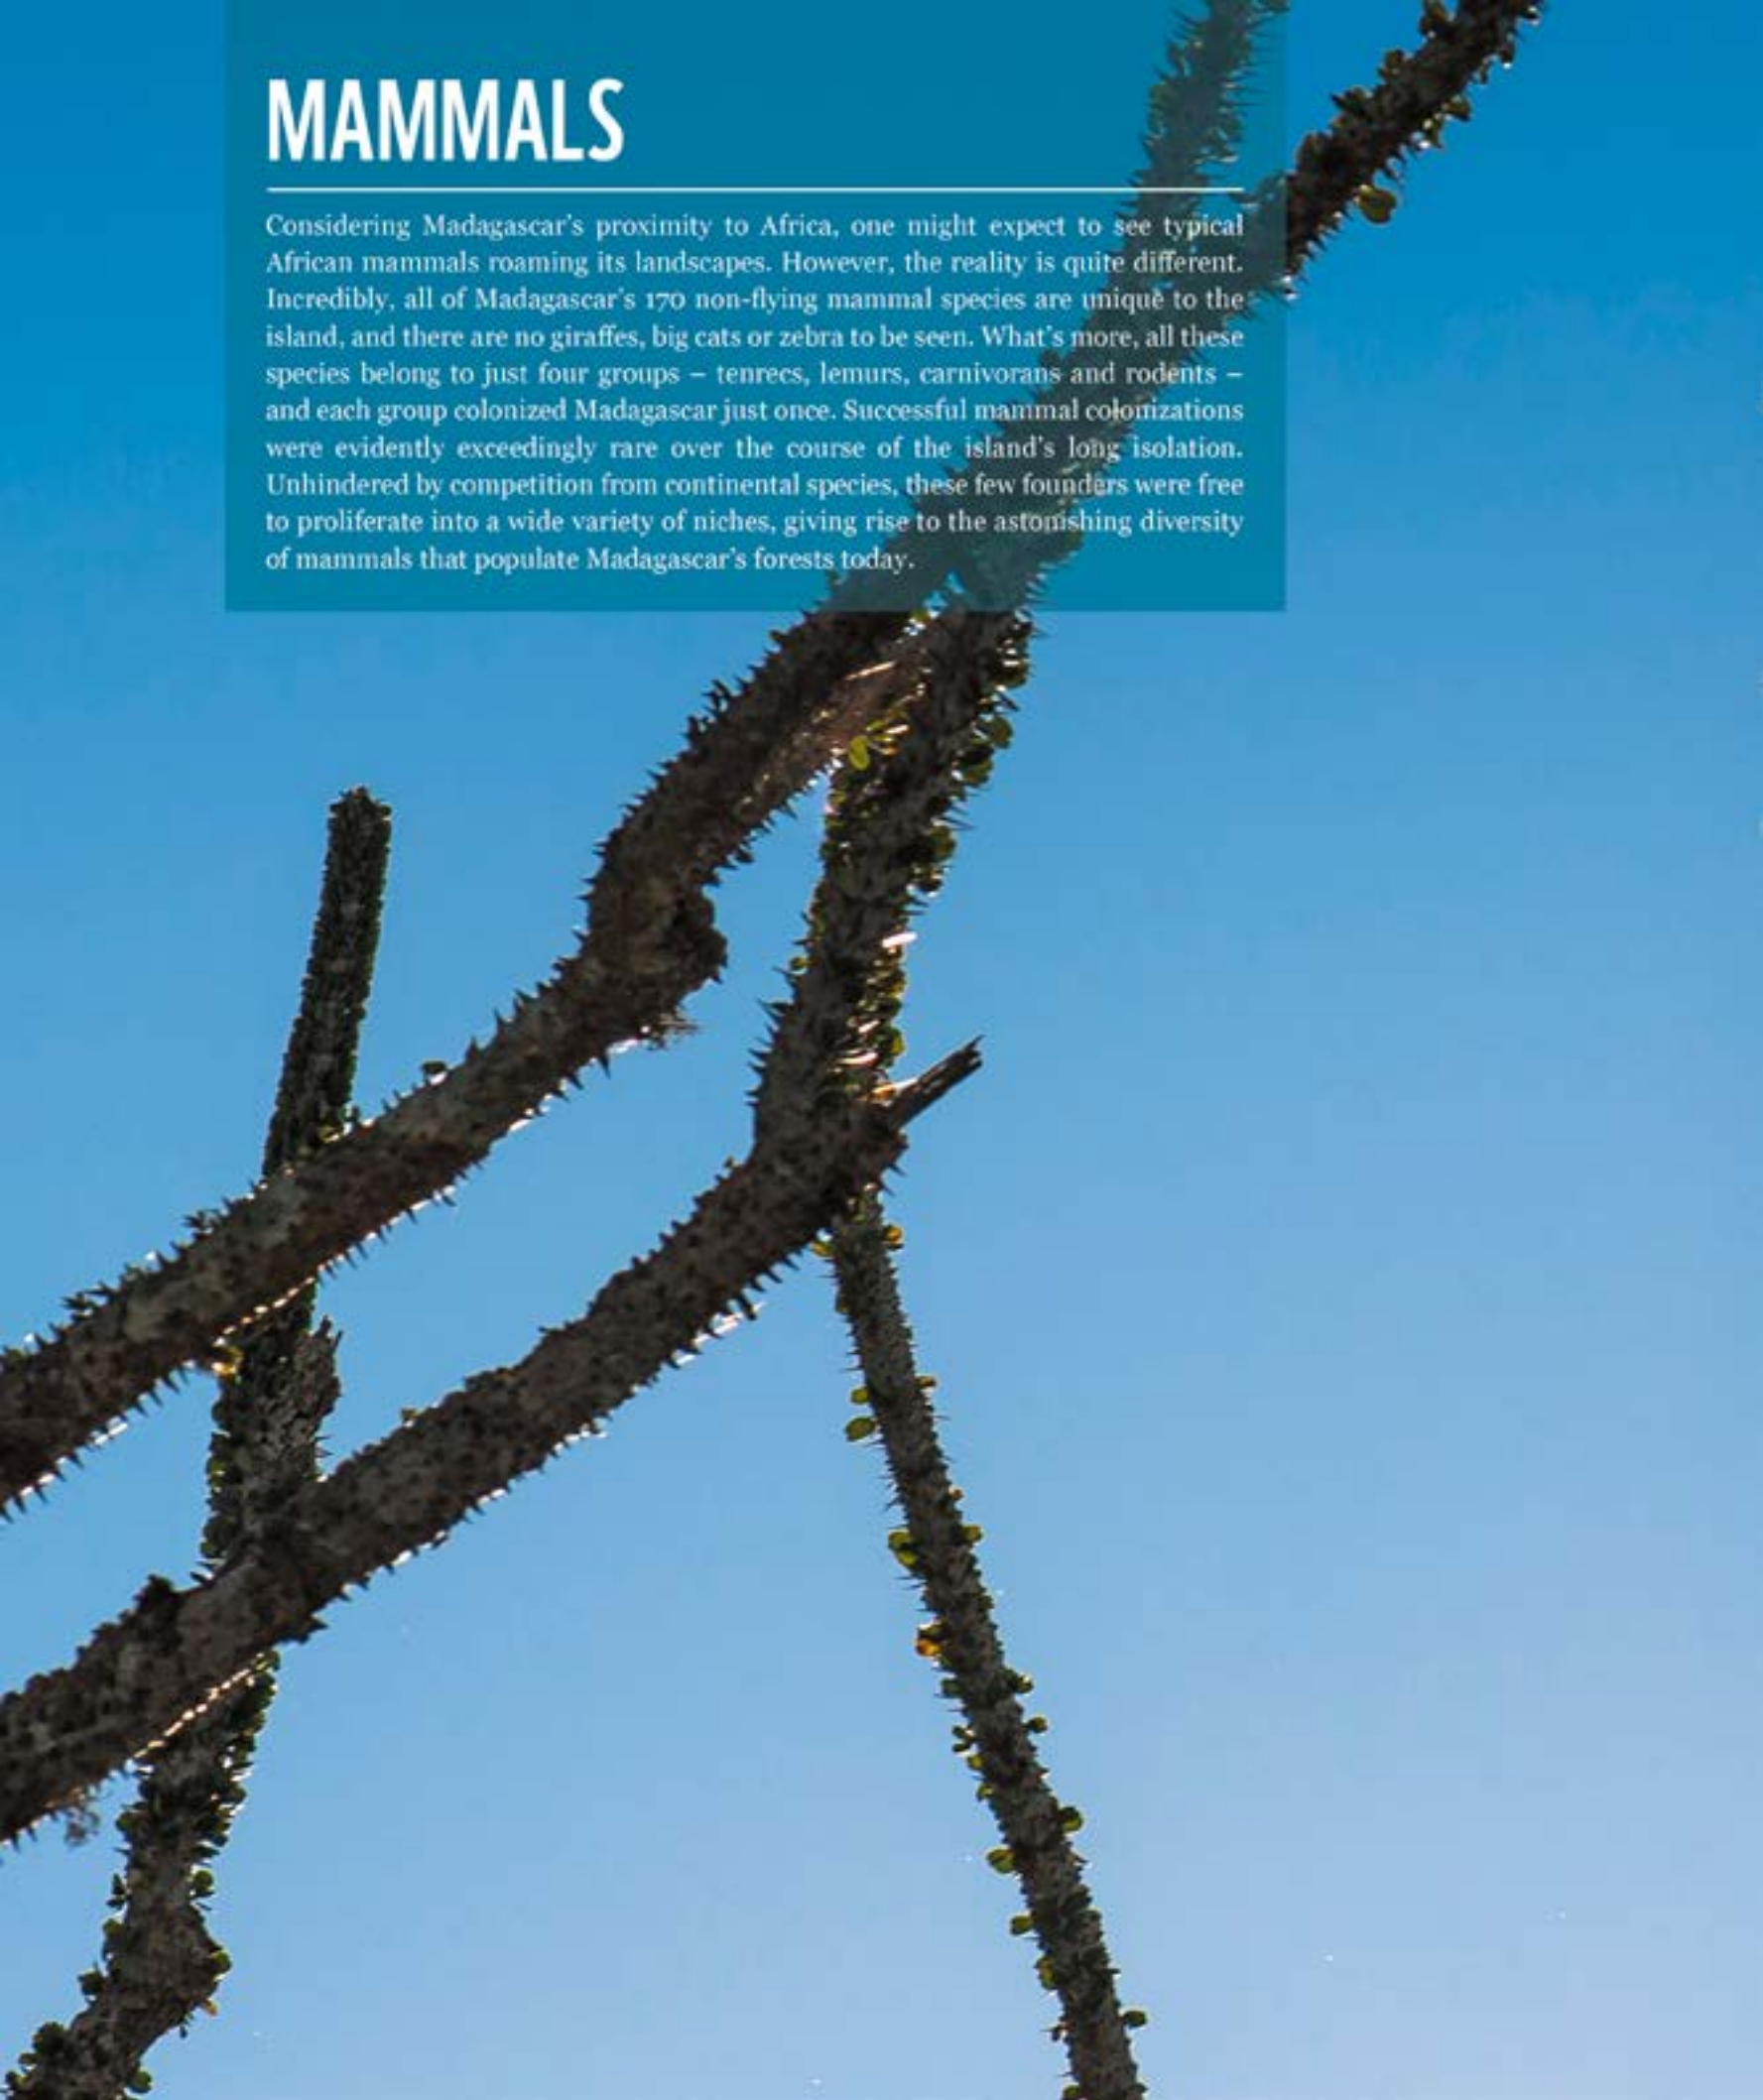 MAMMALS
Considering Madagascar's proximity to Africa, one might expect to see typical
African mammals roaming its landscapes. However, the reality is quite different.
Incredibly, all of Madagascar's 170 non-flying mammal species are unique to the
island, and there are no giraffes, big cats or zebra to be seen. What's more, all these
species belong to just four groups – tenrecs, lemurs, carnivorans and rodents –
and each group colonized Madagascar just once. Successful mammal colonizations
were evidently exceedingly rare over the course of the island's long isolation.
Unhindered by competition from continental species, these few founders were free
to proliferate into a wide variety of niches, giving rise to the astonishing diversity
of mammals that populate Madagascar's forests today.